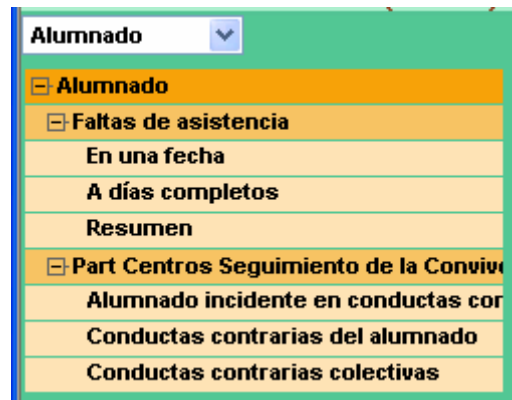 Alumnado
Alumnado
Faltas de asistencia
En una fecha
A días completos
Resumen
Part Centros Seguimiento de la Convive
Alumnado incidente en conductas con
Conductas contrarias del alumnado
Conductas contrarias colectivas